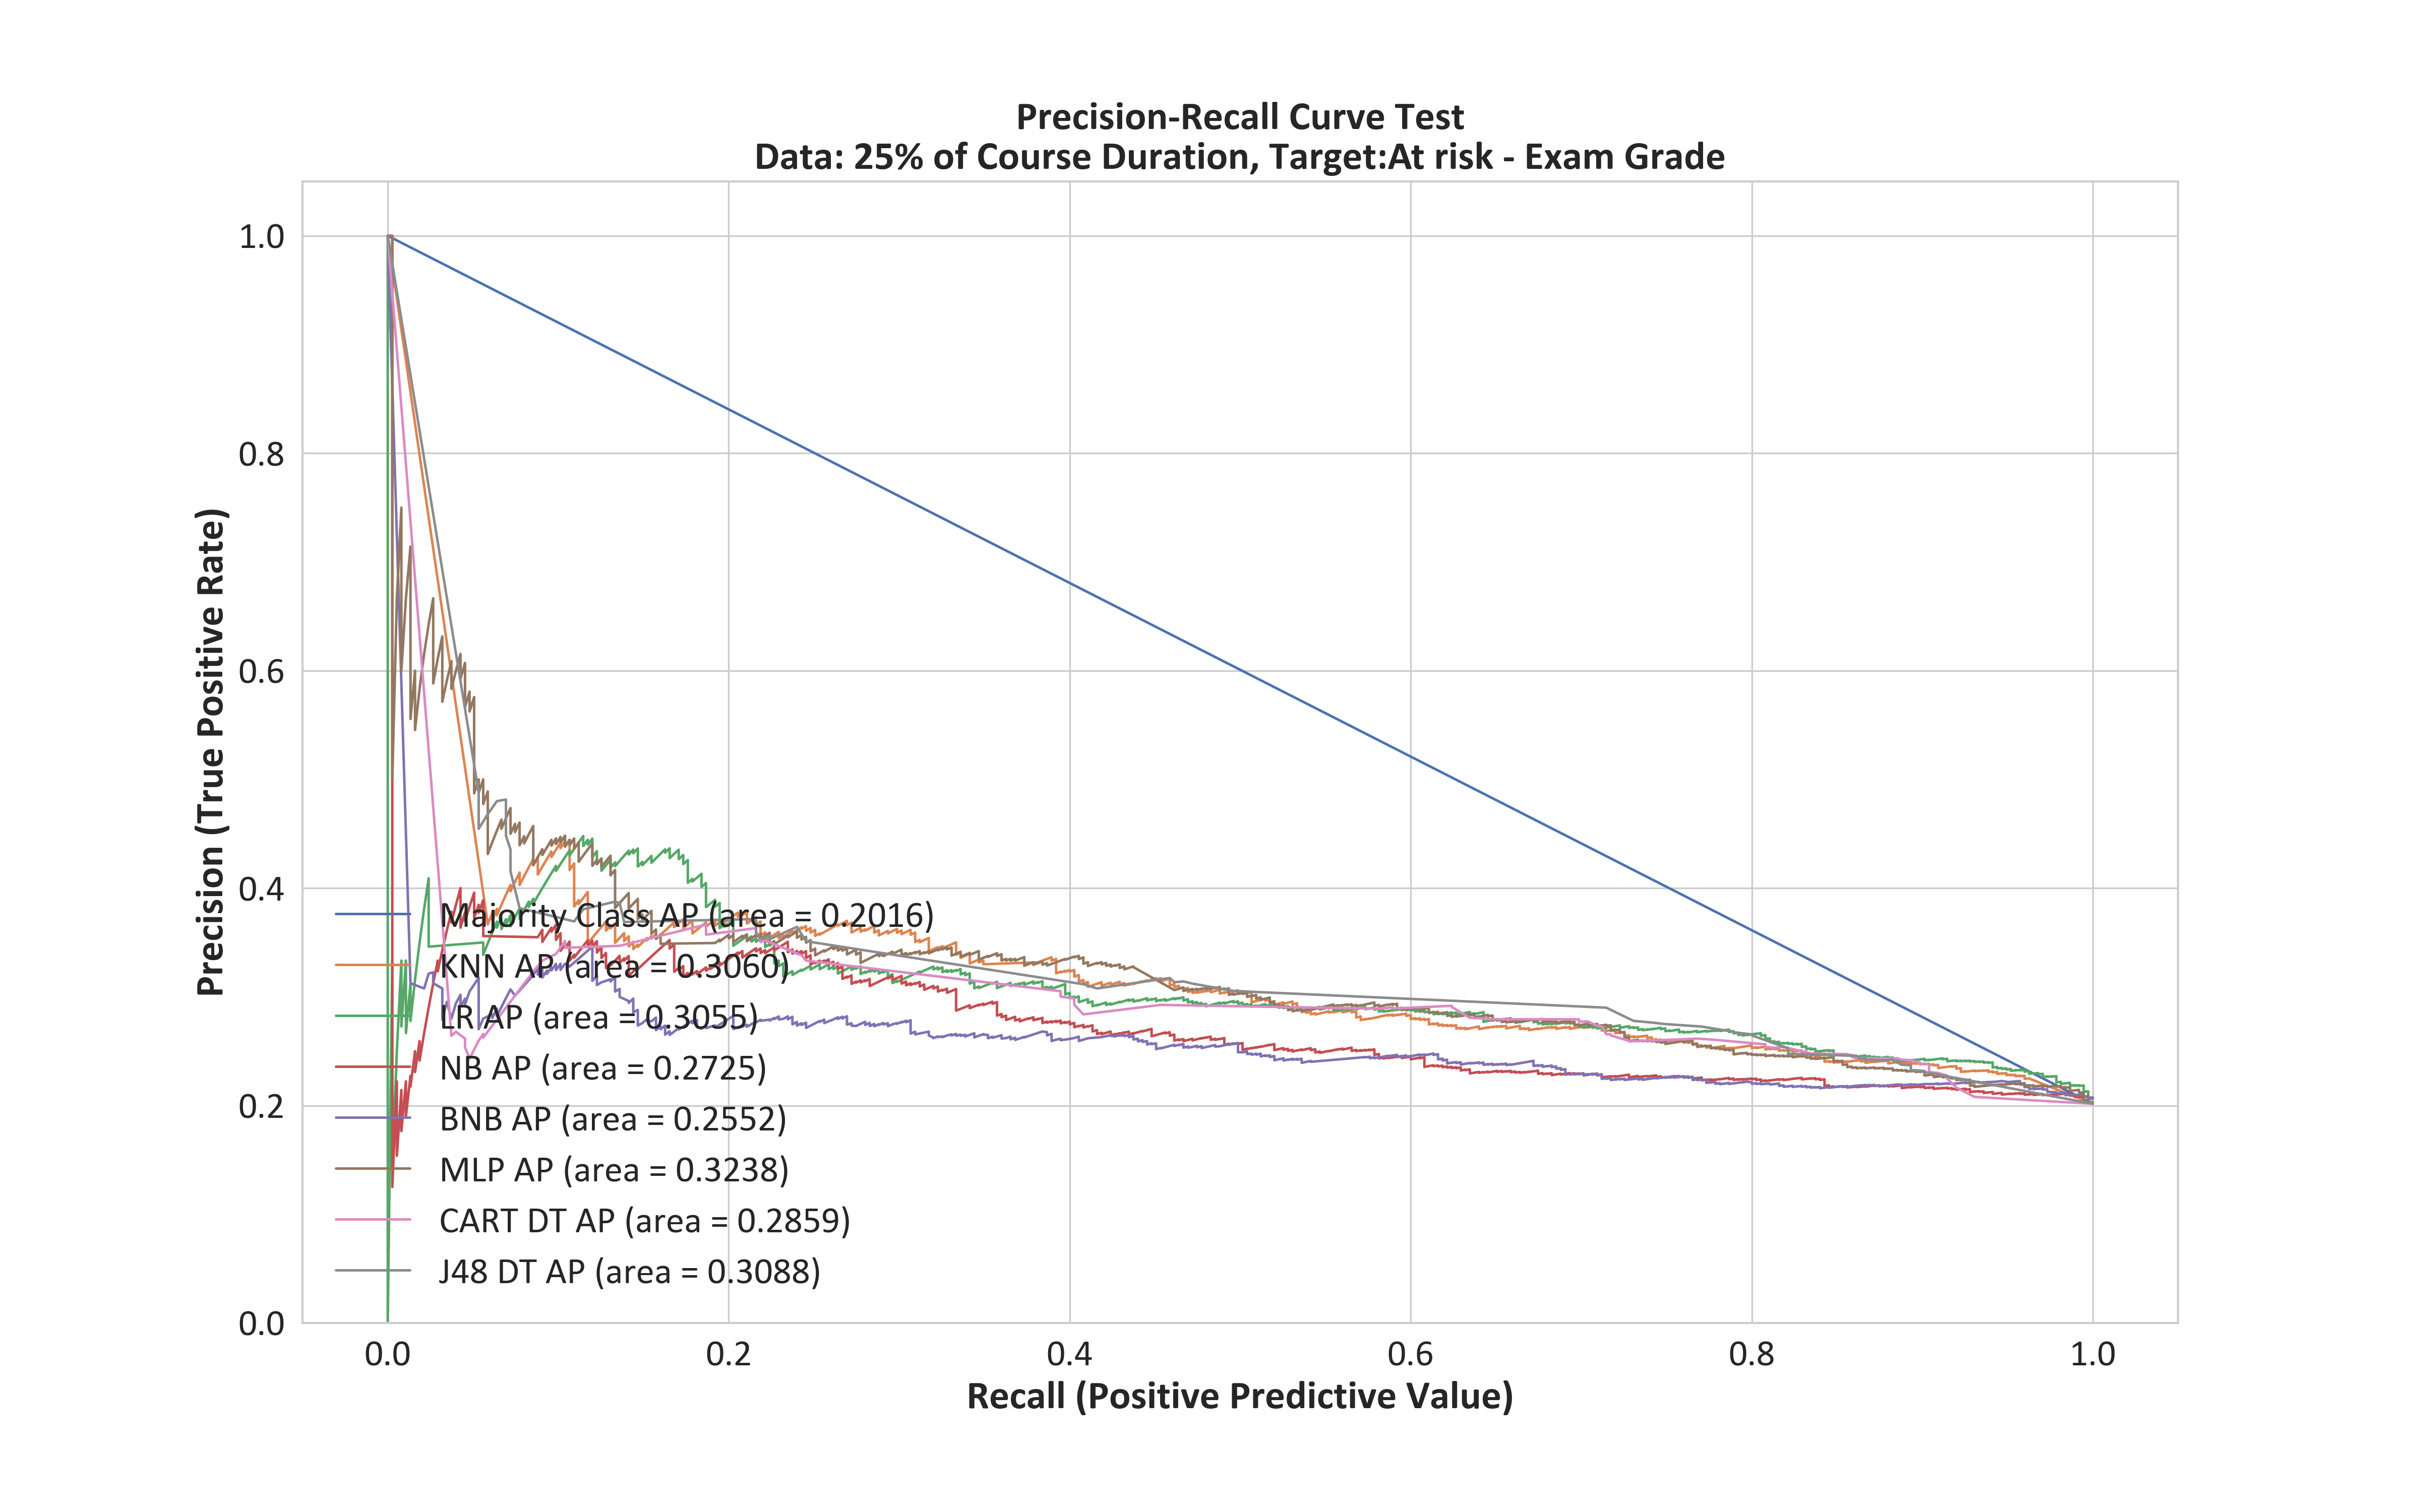 Precision-Recall Curve Test
Data: 25% of Course Duration, Target:At risk - Exam Grade
Precision (True Positive Rate)
1.0
0.8
0.6
0.4
0.2
0.0
Majority Class AP (area = 0.2016)
KNN AP (area = 0.3060)
LR AP (area = 0.3055)
NB AP (area = 0.2725)
BNB AP (area = 0.2552)
MLP AP (area = 0.3238)
CART DT AP (area = 0.2859)
J48 DT AP (area = 0.3088)
0.0 0.2 0.4 0.6 0.8 1.0
Recall (Positive Predictive Value)